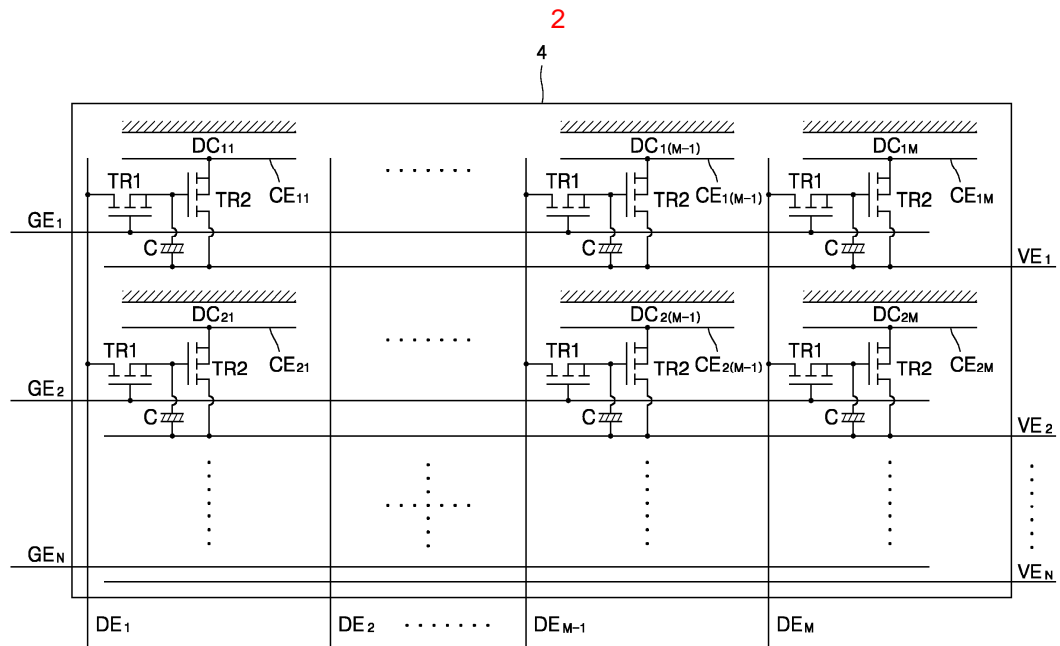 2
4
DC11 DC1(M-1) DC1M
TR1 CE11 TR1 CE1(M-1) TR1 CE1M
TR2 TR2 TR2
GE1
C C C
VE1
DC21 DC2(M-1) DC2M
TR1 CE21 TR1 CE2(M-1) TR1 CE2M
TR2 TR2 TR2
GE2
C C C
VE2
GEN
VEN
DE1 DE2 DEM-1 DEM